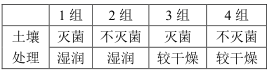 1 组 2 组 3 组 4 组
土壤 灭菌 不灭菌 灭菌 不灭菌
处理 湿润 湿润 较干燥 较干燥